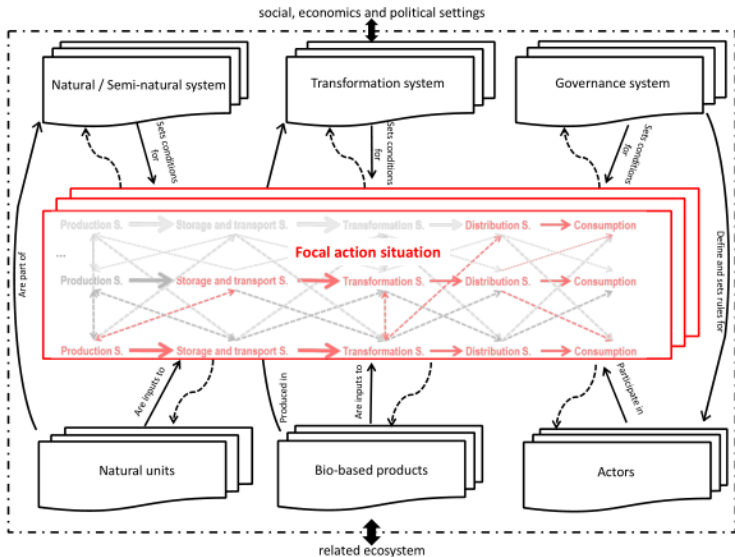 social, economics and political settings
Natural / Semi-natural system
Transformation system
Governance system
Sets conditions
for
Sets conditions
for
Sets conditions
for
Production S.
Storage and transport S.
Transformation S.
Distribution S.
Consumption
...
Focal action situation
Production S.
Storage and transport S.
Transformation S.
Distribution S.
Consumption
Production S.
Storage and transport S.
Transformation S.
Distribution S.
Consumption
Are part of
Define and sets rules for
Are inputs to
Produced in
Are inputs to
Participate in
Natural units
Bio-based products
Actors
related ecosystem